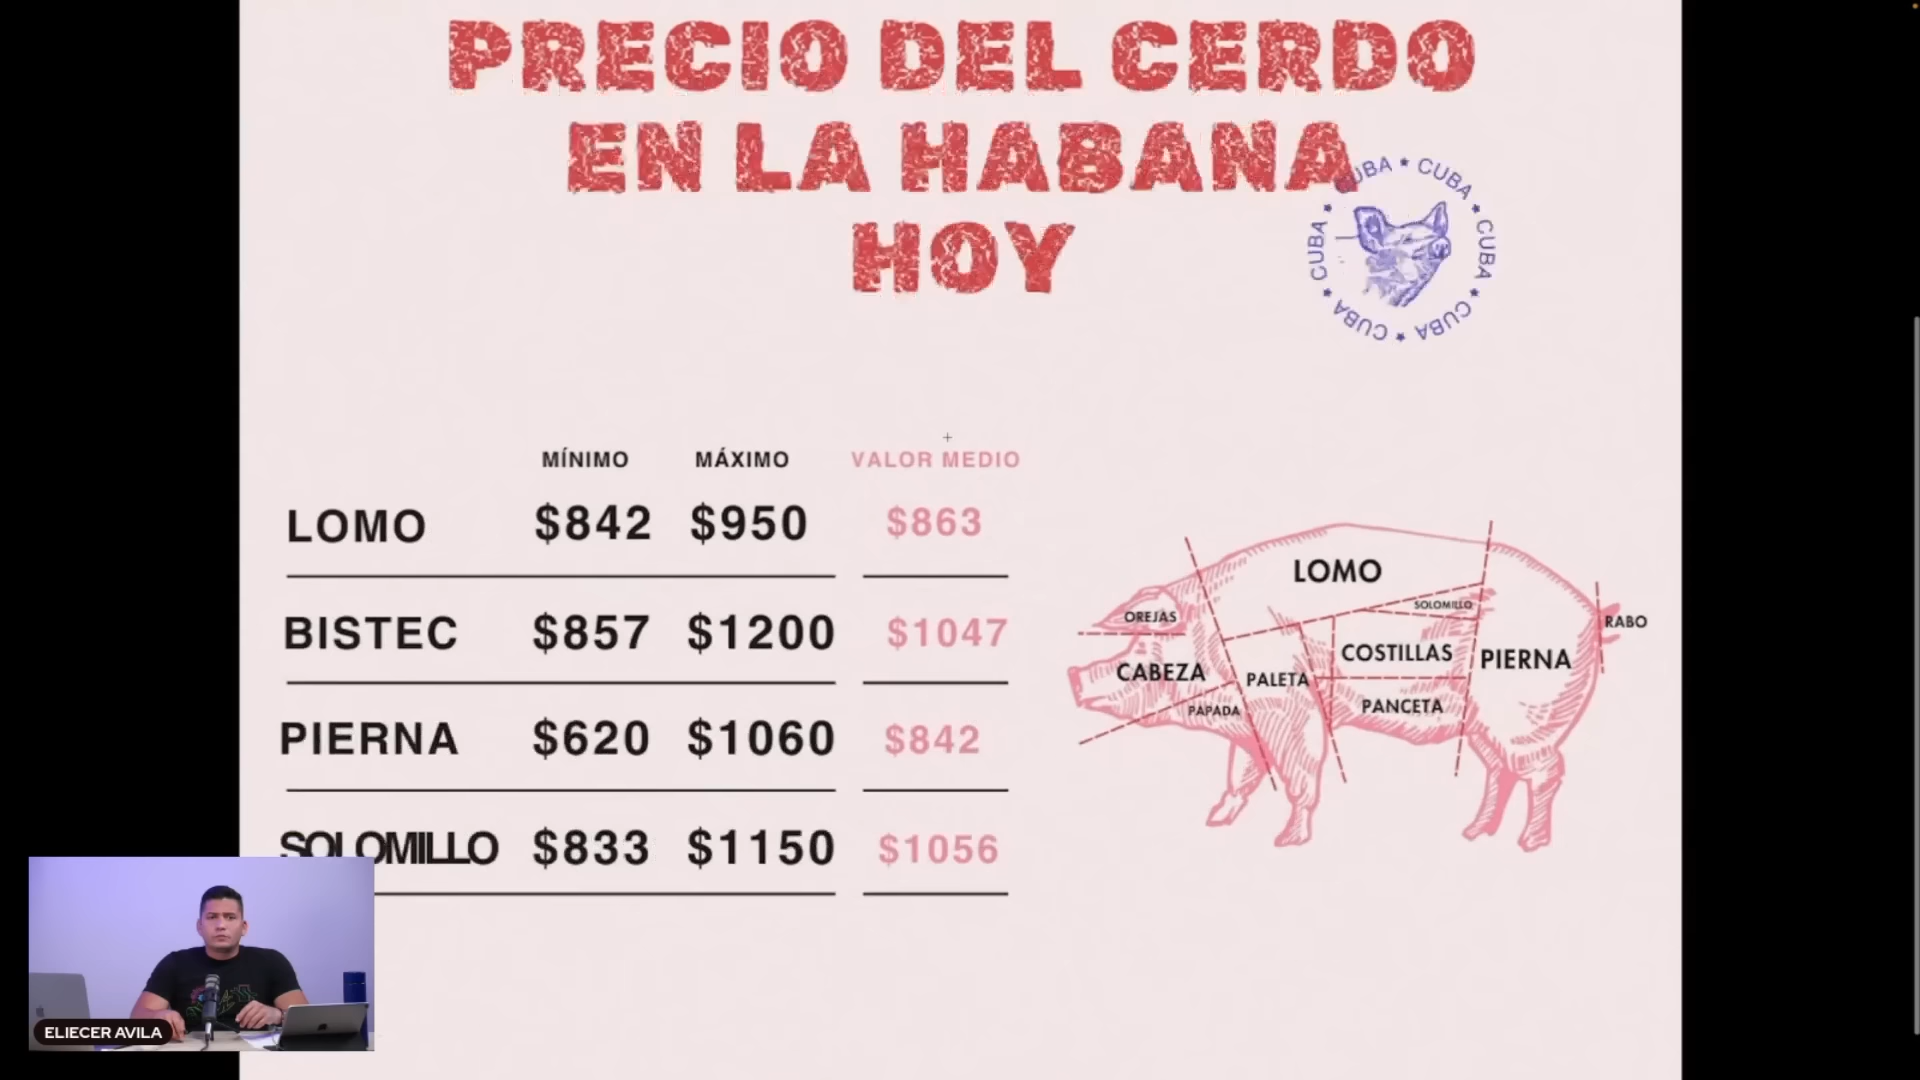 PRECIO DEL CERDO
EN LA HABANA
HOY
CUBA * CUBA * CUBA * CUBA * CUBA * CUBA *
MÍNIMO MÁXIMO VALOR MEDIO
LOMO $842 $950 $863
BISTEC $857 $1200 $1047
PIERNA $620 $1060 $842
SOLOMILLO $833 $1150 $1056
LOMO
SOLOMILLO
OREJAS
RABO
COSTILLAS
PIERNA
CABEZA
PALETA
PAPADA
PANCETA
ELIECER AVILA